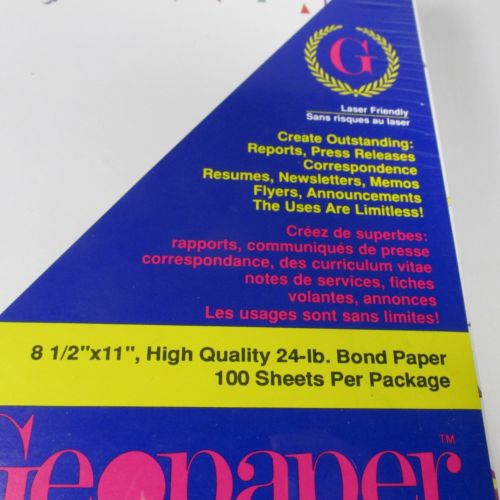 G
Laser Friendly
Sans risques au laser
Create Outstanding:
Reports, Press Releases
Correspondence
Resumes, Newsletters, Memos
Flyers, Announcements
The Uses Are Limitless!
Créez de superbes:
rapports, communiqués de presse
correspondance, des curriculum vitae
notes de services, fiches
volantes, annonces
Les usages sont sans limites!
8 1/2"x11", High Quality 24-lb. Bond Paper
100 Sheets Per Package
Geopaper™